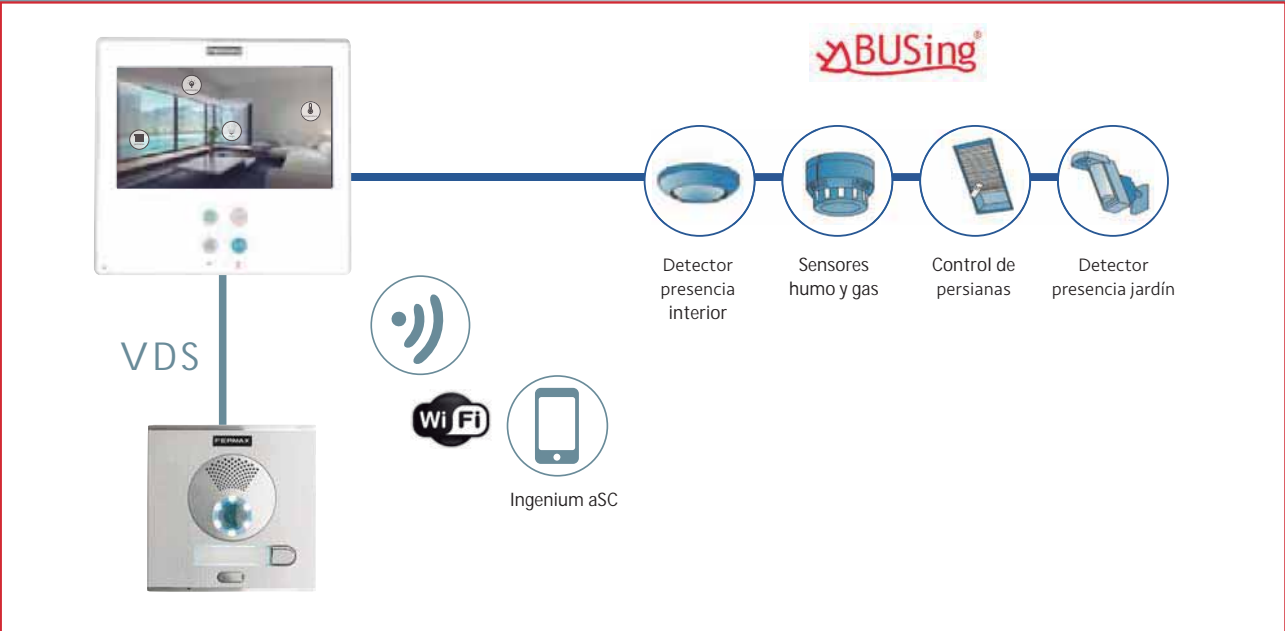 BUSing®
Detector
presencia
interior
Sensores
humo y gas
Control de
persianas
Detector
presencia jardín
VDS
WiFi
Ingenium aSC
FERMAX